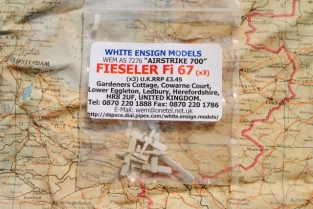 WHITE ENSIGN MODELS
WEM AS 7276 "AIRSTRIKE 700"
FIESELER Fi 67 (x3)
(x3) U.K.RRP £3.45
Gardeners Cottage, Cowarne Court,
Lower Eggleton, Ledbury, Herefordshire,
HR8 2UF, UNITED KINGDOM.
Tel: 0870 220 1888 Fax: 0870 220 1786
E-Mail: wem@onetel.net.uk
http://dspace.dial.pipex.com/white.ensign.models/
AMSTERDAM